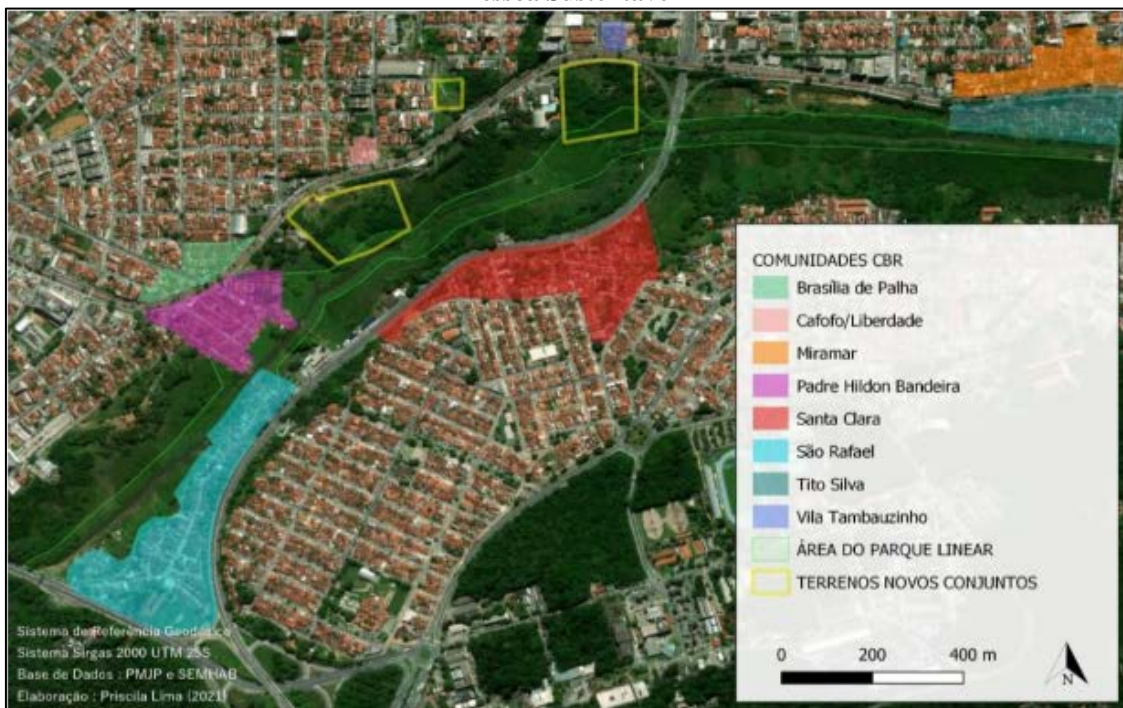 COMUNIDADES CBR
Brasília de Palha
Cafofo/Liberdade
Miramar
Padre Hildon Bandeira
Santa Clara
São Rafael
Tito Silva
Vila Tambauzinho
ÁREA DO PARQUE LINEAR
TERRENOS NOVOS CONJUNTOS
0 200 400 m
N
Sistema de Referência Geodésico
Sistema Sirgas 2000 UTM 25S
Base de Dados : PMJP e SEMHAB
Elaboração : Priscila Lima (2021)